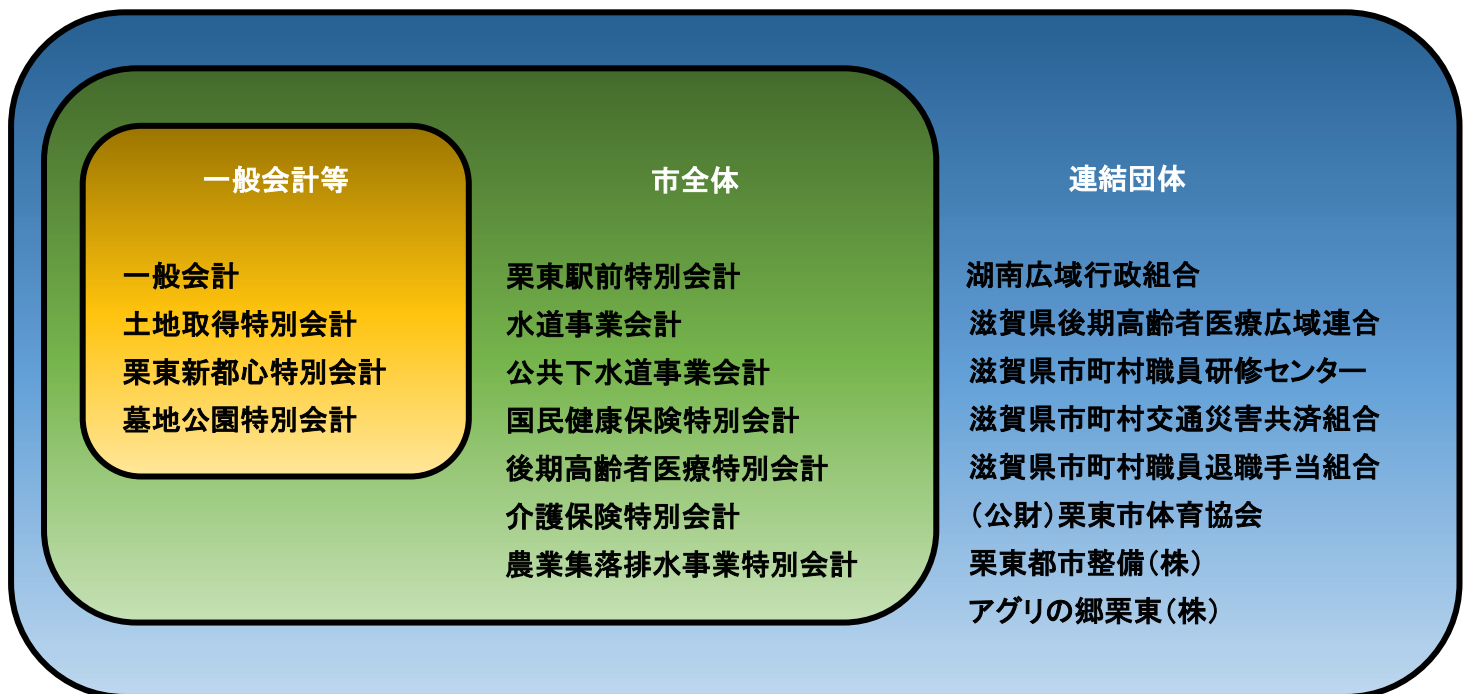 一般会計等
一般会計
土地取得特別会計
栗東新都心特別会計
墓地公園特別会計
市全体
栗東駅前特別会計
水道事業会計
公共下水道事業会計
国民健康保険特別会計
後期高齢者医療特別会計
介護保険特別会計
農業集落排水事業特別会計
連結団体
湖南広域行政組合
滋賀県後期高齢者医療広域連合
滋賀県市町村職員研修センター
滋賀県市町村交通災害共済組合
滋賀県市町村職員退職手当組合
（公財）栗東市体育協会
栗東都市整備（株）
アグリの郷栗東（株）